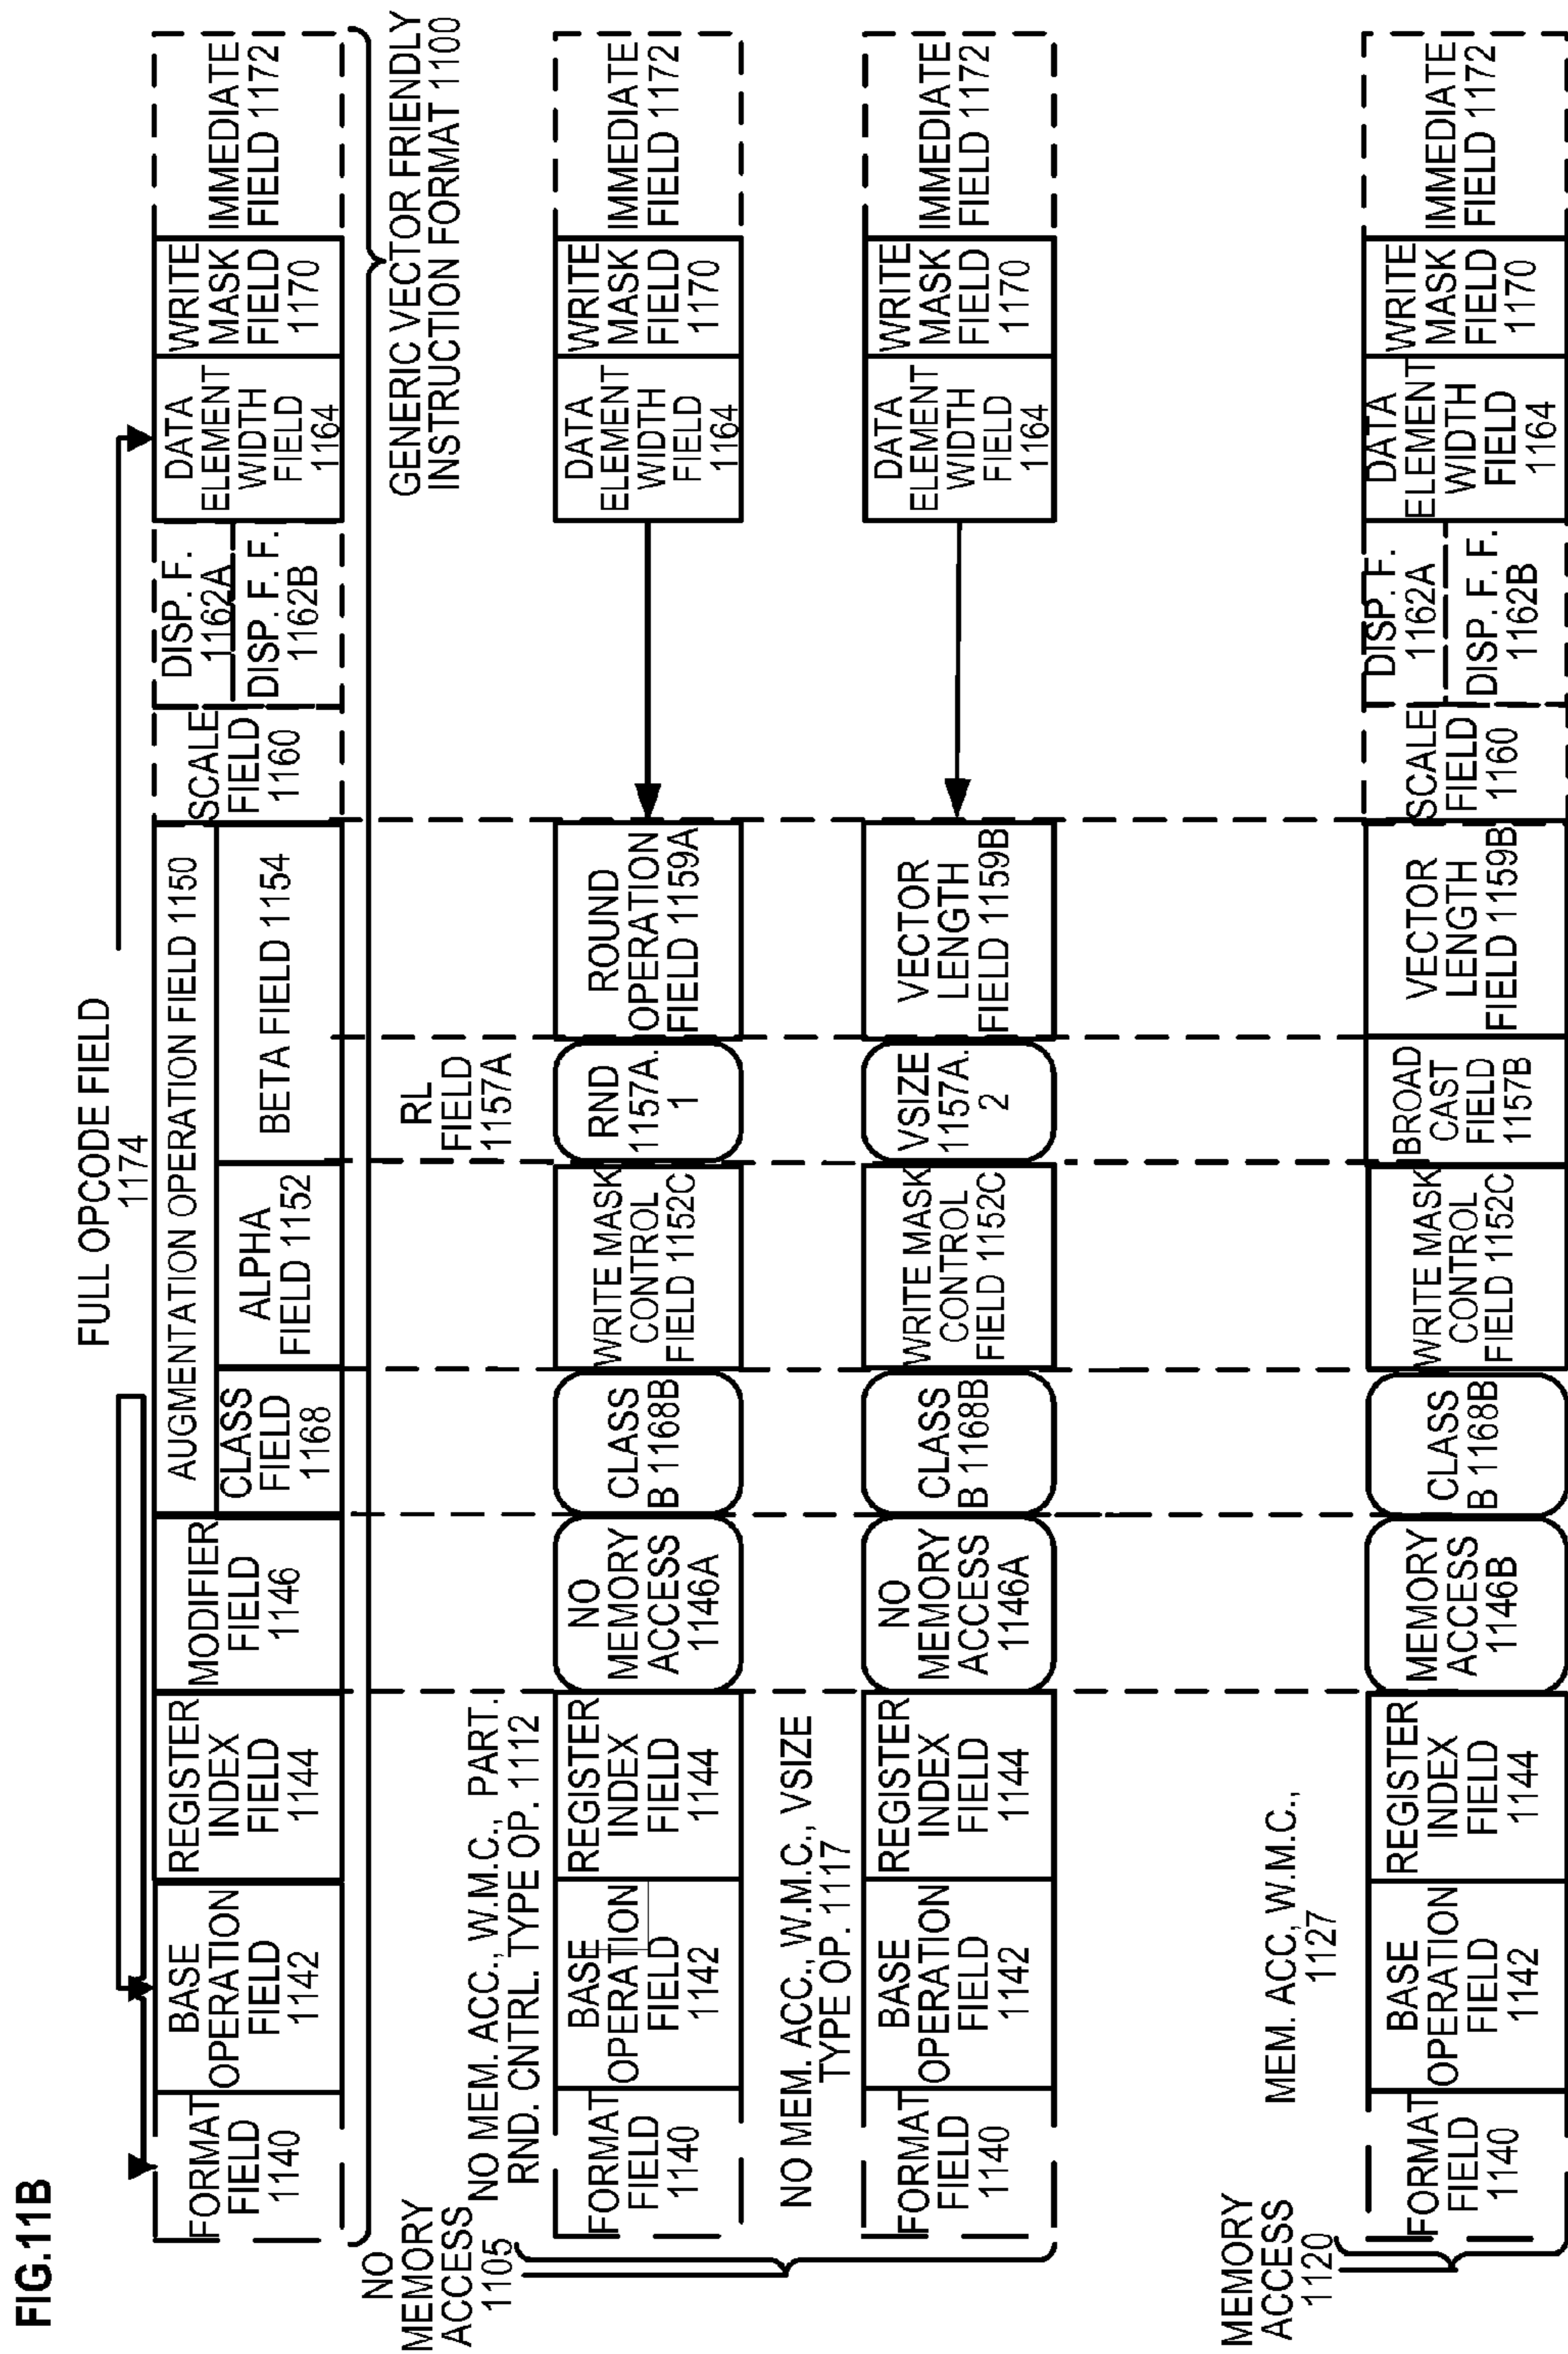 FIG.11B
FULL OPCODE FIELD
1174
FORMAT
FIELD
1140
BASE
OPERATION
FIELD
1142
REGISTER
INDEX
FIELD
1144
MODIFIER
FIELD
1146
AUGMENTATION OPERATION FIELD 1150
CLASS
FIELD
1168
ALPHA
FIELD 1152
BETA FIELD 1154
SCALE
FIELD
1160
DISP. F.
1162A
DISP. F. F.
1162B
DATA
ELEMENT
WIDTH
FIELD
1164
WRITE
MASK
FIELD
1170
IMMEDIATE
FIELD 1172
GENERIC VECTOR FRIENDLY
INSTRUCTION FORMAT 1100
NO
MEMORY
ACCESS
1105
NO MEM. ACC., W.M.C., PART.
RND. CNTRL. TYPE OP. 1112
RL
FIELD
1157A
FORMAT
FIELD
1140
BASE
OPERATION
FIELD
1142
REGISTER
INDEX
FIELD
1144
NO
MEMORY
ACCESS
1146A
CLASS
B 1168B
WRITE MASK
CONTROL
FIELD 1152C
RND
1157A.
1
ROUND
OPERATION
FIELD 1159A
DATA
ELEMENT
WIDTH
FIELD
1164
WRITE
MASK
FIELD
1170
IMMEDIATE
FIELD 1172
NO MEM. ACC., W.M.C., VSIZE
TYPE OP. 1117
FORMAT
FIELD
1140
BASE
OPERATION
FIELD
1142
REGISTER
INDEX
FIELD
1144
NO
MEMORY
ACCESS
1146A
CLASS
B 1168B
WRITE MASK
CONTROL
FIELD 1152C
VSIZE
1157A.
2
VECTOR
LENGTH
FIELD 1159B
DATA
ELEMENT
WIDTH
FIELD
1164
WRITE
MASK
FIELD
1170
IMMEDIATE
FIELD 1172
MEMORY
ACCESS
1120
MEM. ACC, W.M.C.,
1127
FORMAT
FIELD
1140
BASE
OPERATION
FIELD
1142
REGISTER
INDEX
FIELD
1144
MEMORY
ACCESS
1146B
CLASS
B 1168B
WRITE MASK
CONTROL
FIELD 1152C
BROAD
CAST
FIELD
1157B
VECTOR
LENGTH
FIELD 1159B
SCALE
FIELD
1160
DISP. F.
1162A
DISP. F. F.
1162B
DATA
ELEMENT
WIDTH
FIELD
1164
WRITE
MASK
FIELD
1170
IMMEDIATE
FIELD 1172